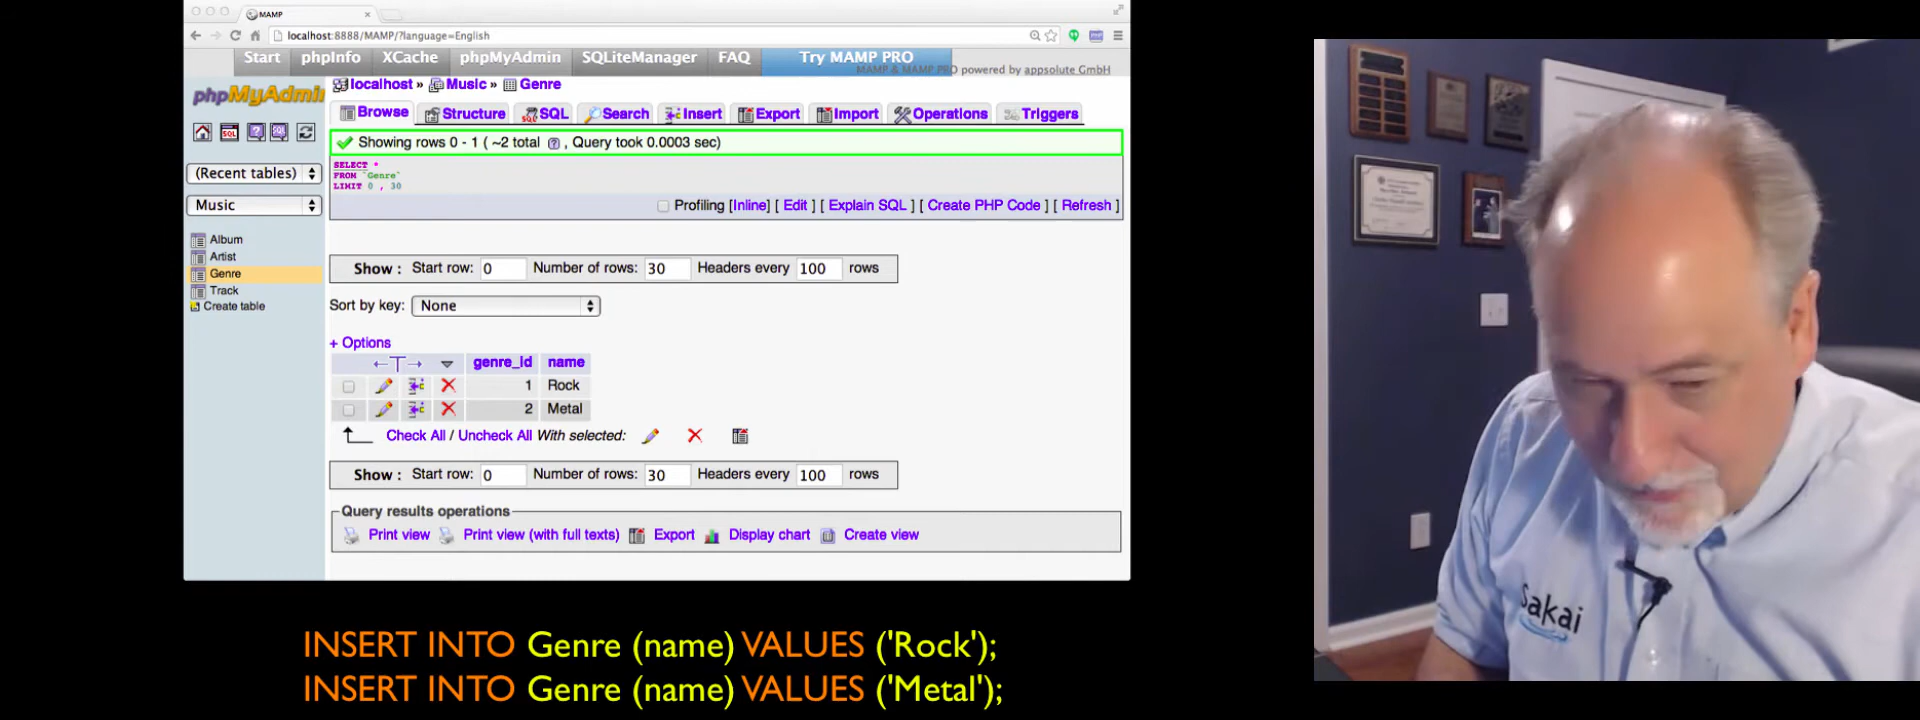 MAMP
localhost:8888/MAMP/?language=English
Start phpInfo XCache phpMyAdmin SQLiteManager FAQ Try MAMP PRO
MAMP & MAMP PRO powered by appsolute GmbH
phpMyAdmin
localhost » Music » Genre
Browse Structure SQL Search Insert Export Import Operations Triggers
Showing rows 0 - 1 ( ~2 total , Query took 0.0003 sec)
SELECT *
FROM `Genre`
LIMIT 0 , 30
Profiling [Inline] [ Edit ] [ Explain SQL ] [ Create PHP Code ] [ Refresh ]
(Recent tables)
Music
Album
Artist
Genre
Track
Create table
Show : Start row: 0 Number of rows: 30 Headers every 100 rows
Sort by key: None
+ Options
genre_id name
1 Rock
2 Metal
Check All / Uncheck All With selected:
Show : Start row: 0 Number of rows: 30 Headers every 100 rows
Query results operations
Print view Print view (with full texts) Export Display chart Create view
INSERT INTO Genre (name) VALUES ('Rock');
INSERT INTO Genre (name) VALUES ('Metal');
Sakai